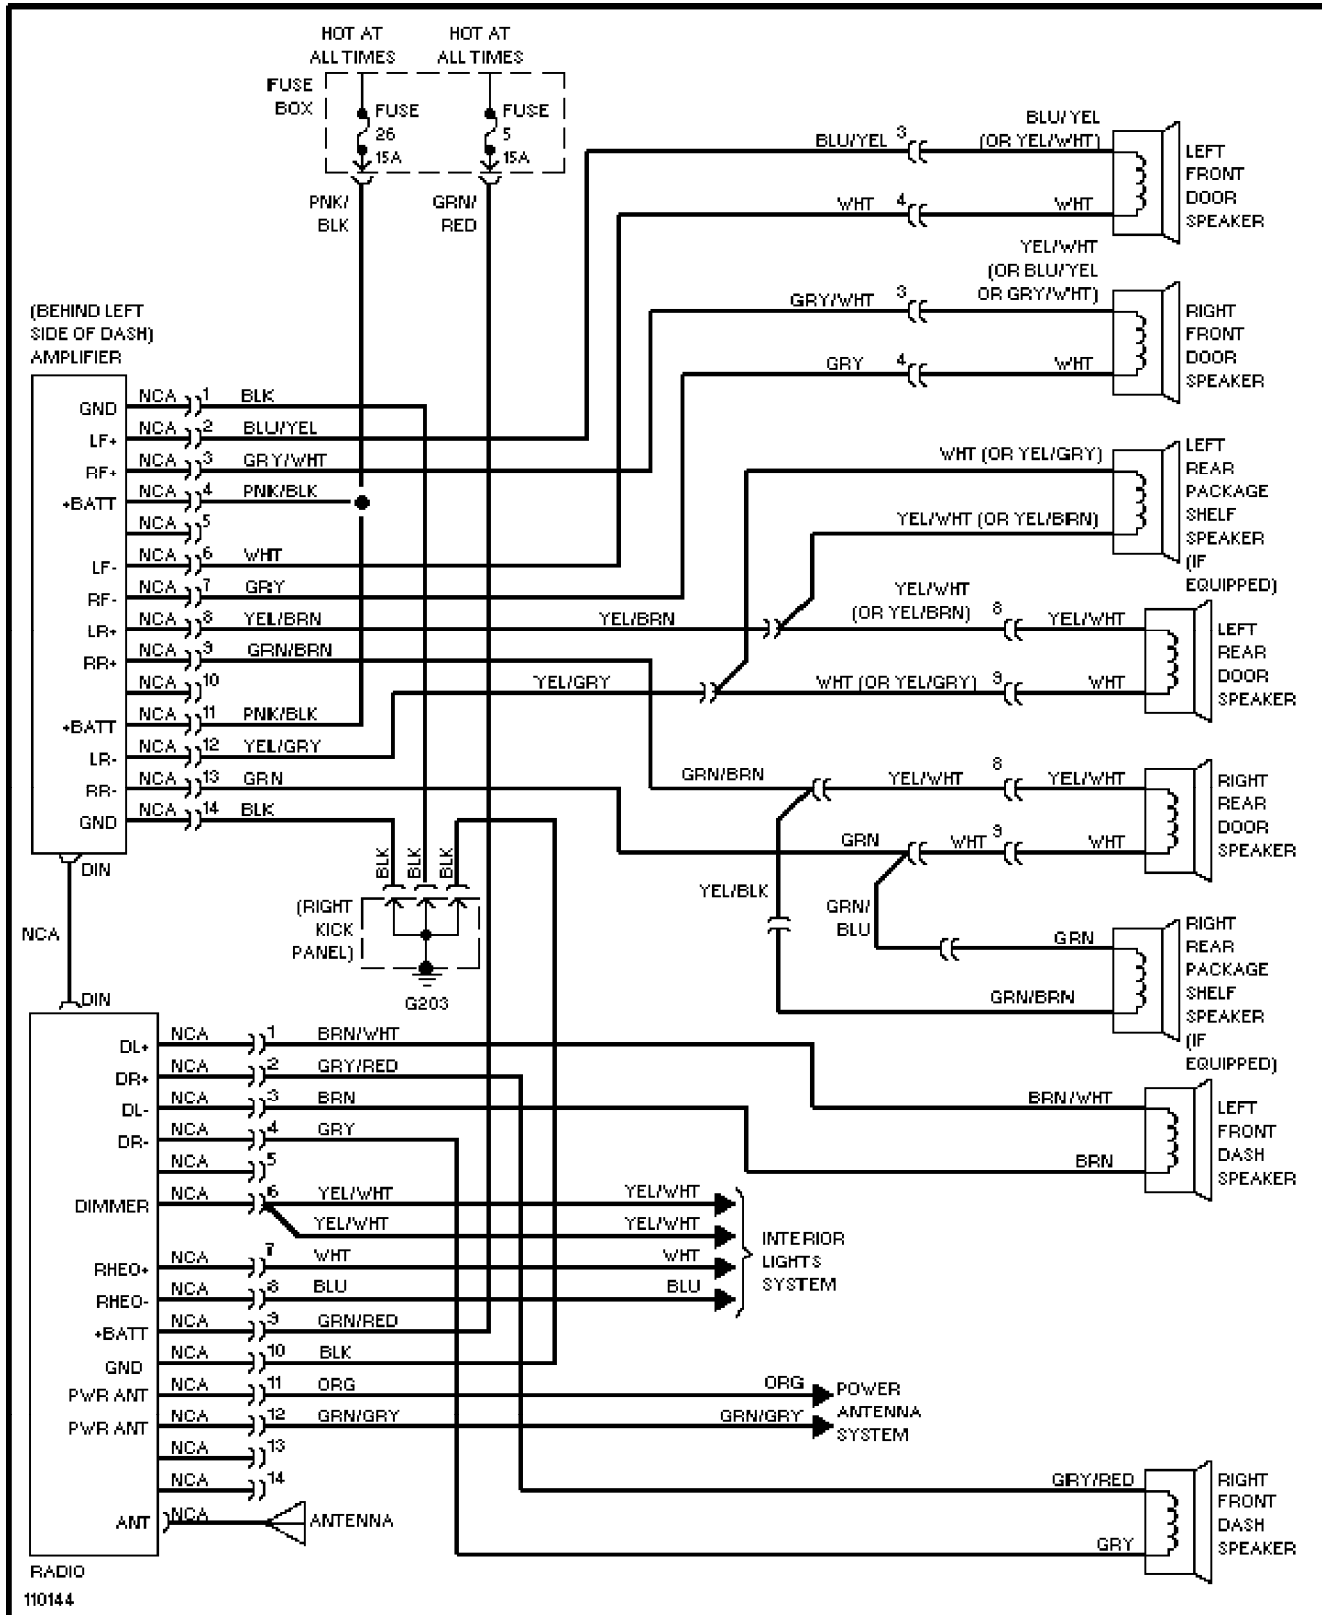 HOT AT
ALL TIMES
HOT AT
ALL TIMES
FUSE
BOX
FUSE
26
15A
FUSE
5
15A
PNK/
BLK
GRN/
RED
BLU/YEL
3
BLU/YEL
(OR YEL/WHT)
WHT
4
WHT
LEFT
FRONT
DOOR
SPEAKER
GRY/WHT
3
YEL/WHT
(OR BLU/YEL
OR GRY/WHT)
GRY
4
WHT
RIGHT
FRONT
DOOR
SPEAKER
(BEHIND LEFT
SIDE OF DASH)
AMPLIFIER
GND NCA 1 BLK
LF+ NCA 2 BLU/YEL
RF+ NCA 3 GRY/WHT
+BATT NCA 4 PNK/BLK
NCA 5
LF- NCA 6 WHT
RF- NCA 7 GRY
LR+ NCA 8 YEL/BRN
RR+ NCA 9 GRN/BRN
NCA 10
+BATT NCA 11 PNK/BLK
LR- NCA 12 YEL/GRY
RR- NCA 13 GRN
GND NCA 14 BLK
DIN
WHT (OR YEL/GRY)
YEL/WHT (OR YEL/BRN)
LEFT
REAR
PACKAGE
SHELF
SPEAKER
(IF
EQUIPPED)
YEL/BRN
YEL/WHT
(OR YEL/BRN)
8
YEL/WHT
YEL/GRY
WHT (OR YEL/GRY)
9
WHT
LEFT
REAR
DOOR
SPEAKER
GRN/BRN
YEL/WHT
8
YEL/WHT
GRN
WHT
9
WHT
RIGHT
REAR
DOOR
SPEAKER
YEL/BLK
GRN/
BLU
GRN
GRN/BRN
RIGHT
REAR
PACKAGE
SHELF
SPEAKER
(IF
EQUIPPED)
BLK
BLK
BLK
(RIGHT
KICK
PANEL)
G203
NCA
DIN
DL+ NCA 1 BRN/WHT
DR+ NCA 2 GRY/RED
DL- NCA 3 BRN
DR- NCA 4 GRY
NCA 5
DIMMER NCA 6 YEL/WHT
YEL/WHT
RHEO+ NCA 7 WHT
RHEO- NCA 8 BLU
+BATT NCA 9 GRN/RED
GND NCA 10 BLK
PWR ANT NCA 11 ORG
PWR ANT NCA 12 GRN/GRY
NCA 13
NCA 14
ANT NCA
ANTENNA
BRN/WHT
BRN
LEFT
FRONT
DASH
SPEAKER
YEL/WHT
YEL/WHT
WHT
BLU
INTERIOR
LIGHTS
SYSTEM
ORG
GRN/GRY
POWER
ANTENNA
SYSTEM
GRY/RED
GRY
RIGHT
FRONT
DASH
SPEAKER
RADIO
110144